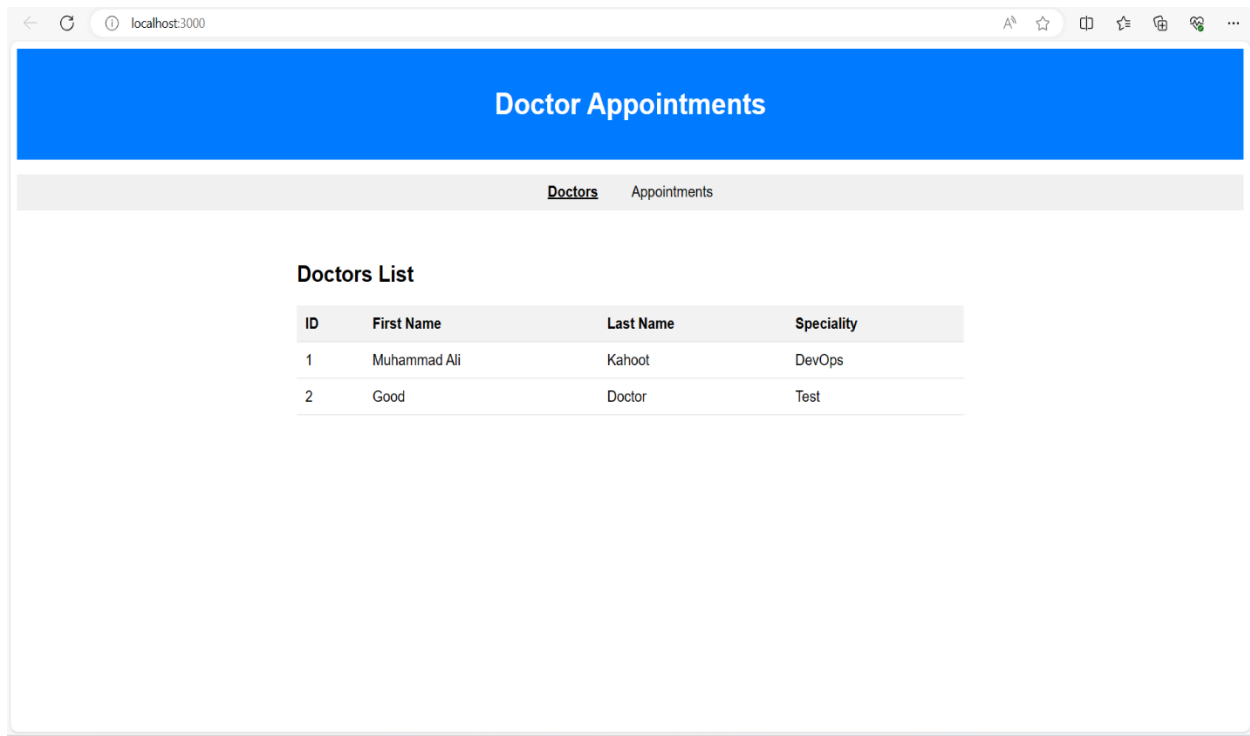 localhost:3000
Doctor Appointments
Doctors Appointments
Doctors List
ID First Name Last Name Speciality
1 Muhammad Ali Kahoot DevOps
2 Good Doctor Test